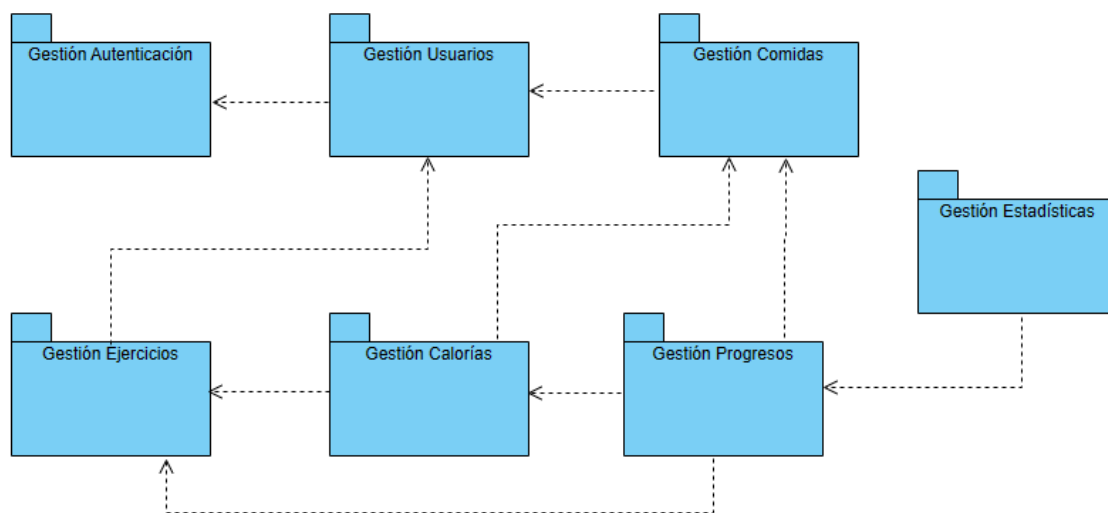 Gestión Autenticación
Gestión Usuarios
Gestión Comidas
Gestión Estadísticas
Gestión Ejercicios
Gestión Calorías
Gestión Progresos